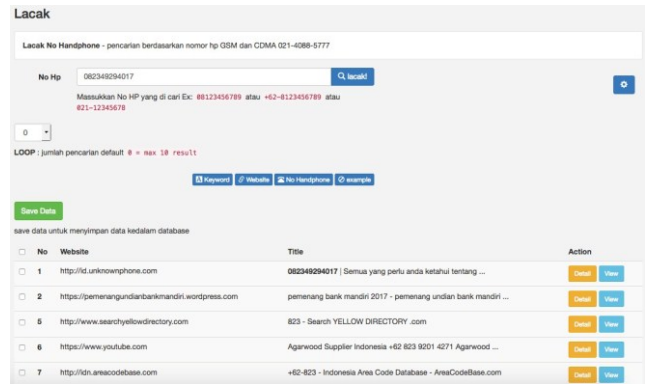 Lacak
Lacak No Handphone - pencarian berdasarkan nomor hp GSM dan CDMA 021-4088-5777
No Hp 082349294017 lacak!
Massukkan No HP yang di cari Ex: 08123456789 atau +62-8123456789 atau
021-12345678
0
LOOP : jumlah pencarian default 0 = max 10 result
Keyword Website No Handphone example
Save Data
save data untuk menyimpan data kedalam database
No Website Title Action
1 http://id.unknownphone.com 082349294017 | Semua yang perlu anda ketahui tentang ... Detail View
2 https://pemenangundianbankmandiri.wordpress.com pemenang bank mandiri 2017 - pemenang undian bank mandiri ... Detail View
5 http://www.searchyellowdirectory.com 823 - Search YELLOW DIRECTORY .com Detail View
6 https://www.youtube.com Agarwood Supplier Indonesia +62 823 9201 4271 Agarwood ... Detail View
7 http://idn.areacodebase.com +62-823 - Indonesia Area Code Database - AreaCodeBase.com Detail View